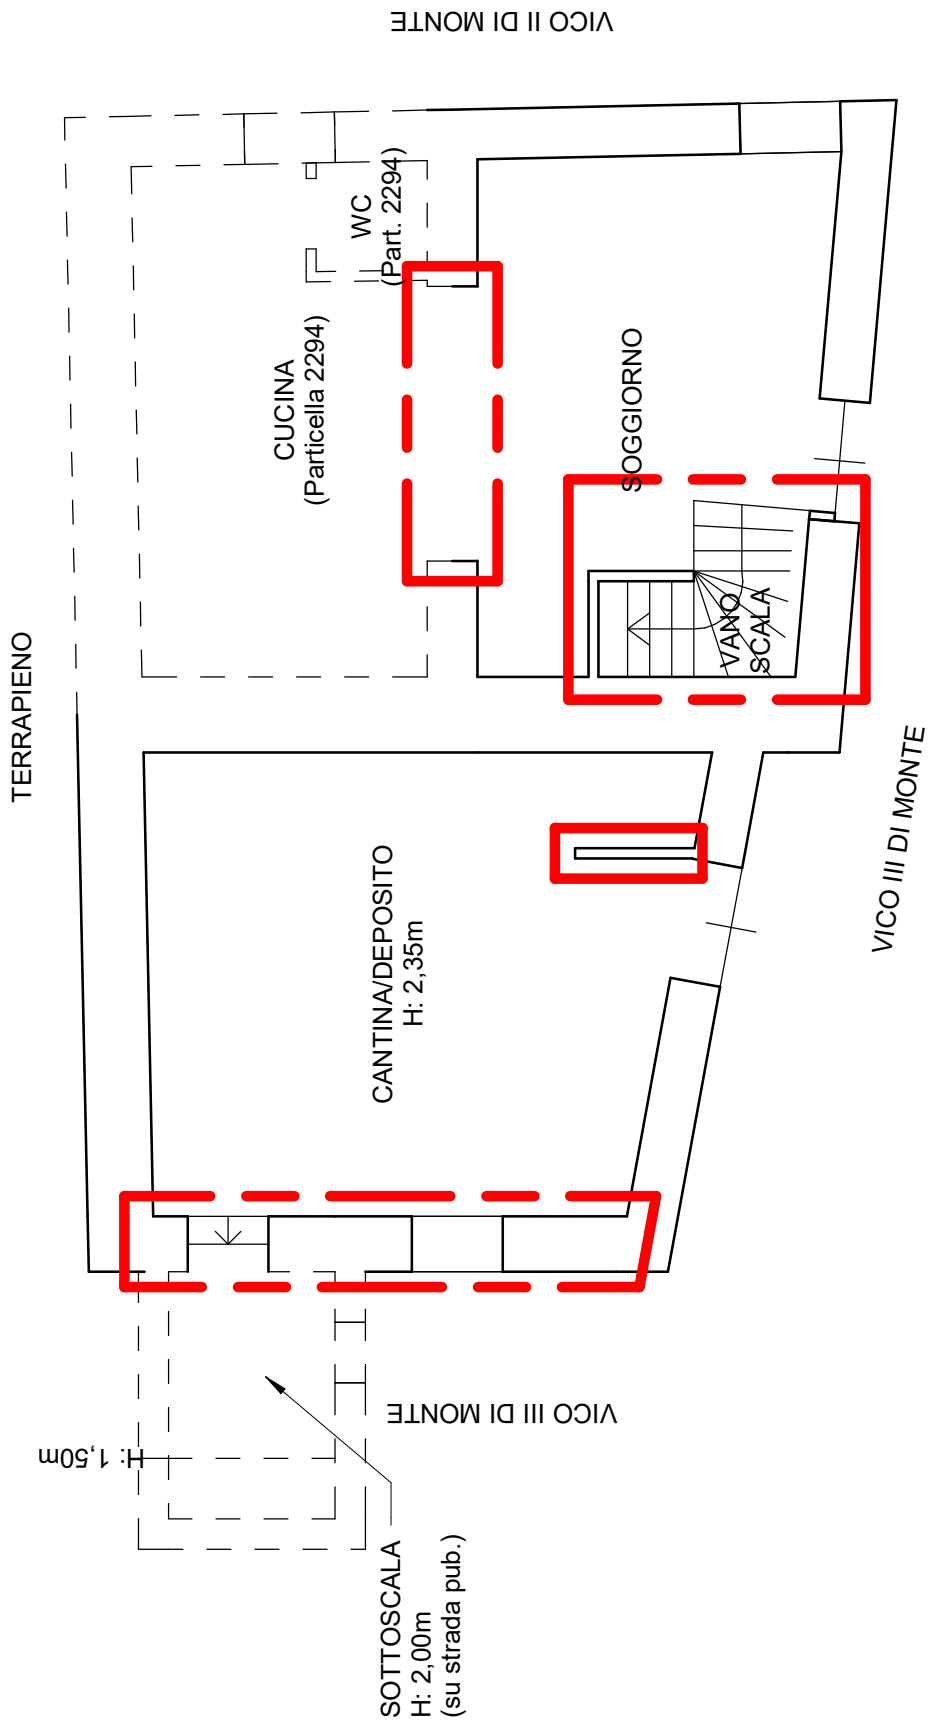 VICO II DI MONTE
TERRAPIENO
CUCINA
(Particella 2294)
WC
(Part. 2294)
SOGGIORNO
VANO
SCALA
CANTINA/DEPOSITO
H: 2,35m
VICO III DI MONTE
VICO III DI MONTE
H: 1,50m
SOTTOSCALA
H: 2,00m
(su strada pub.)